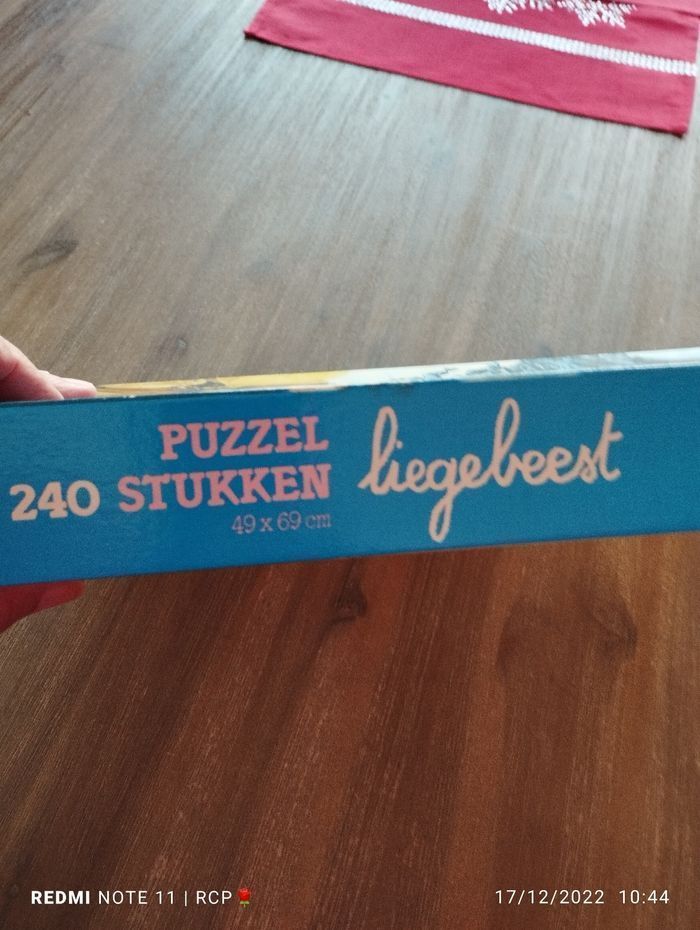 PUZZEL
240 STUKKEN
49 x 69 cm
liegebeest
REDMI NOTE 11 | RCP🌹
17/12/2022 10:44